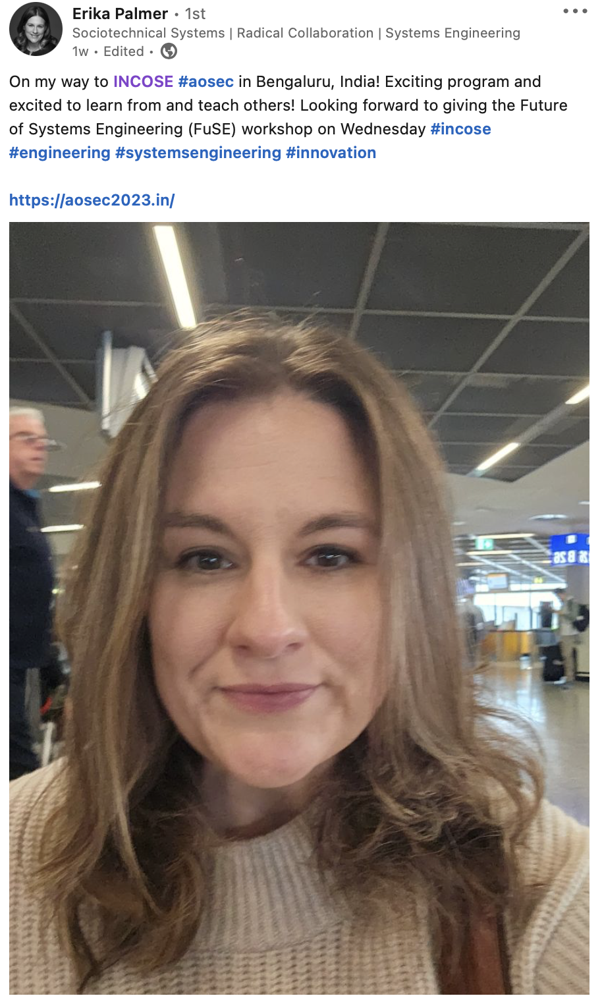 Erika Palmer • 1st
Sociotechnical Systems | Radical Collaboration | Systems Engineering
1w • Edited •
On my way to INCOSE #aosec in Bengaluru, India! Exciting program and
excited to learn from and teach others! Looking forward to giving the Future
of Systems Engineering (FuSE) workshop on Wednesday #incose
#engineering #systemsengineering #innovation
https://aosec2023.in/
B 26